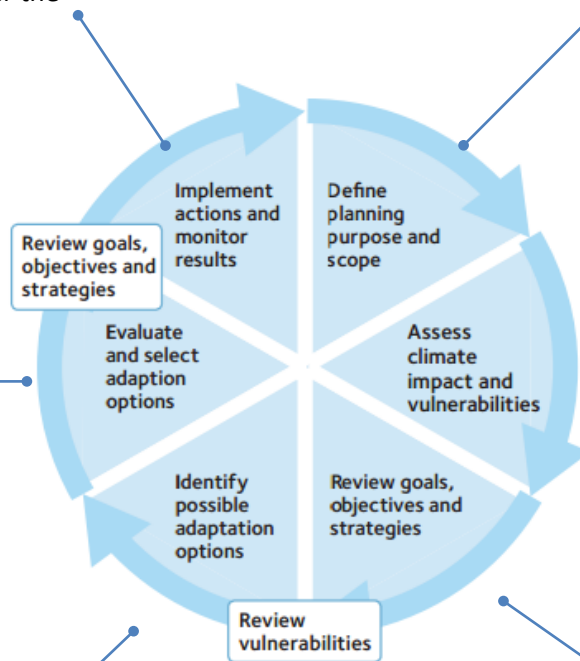 the
Implement
actions and
monitor
results
Define
planning
purpose and
scope
Review goals,
objectives and
strategies
Evaluate
and select
adaption
options
Assess
climate
impact and
vulnerabilities
Identify
possible
adaptation
options
Review goals,
objectives and
strategies
Review
vulnerabilities